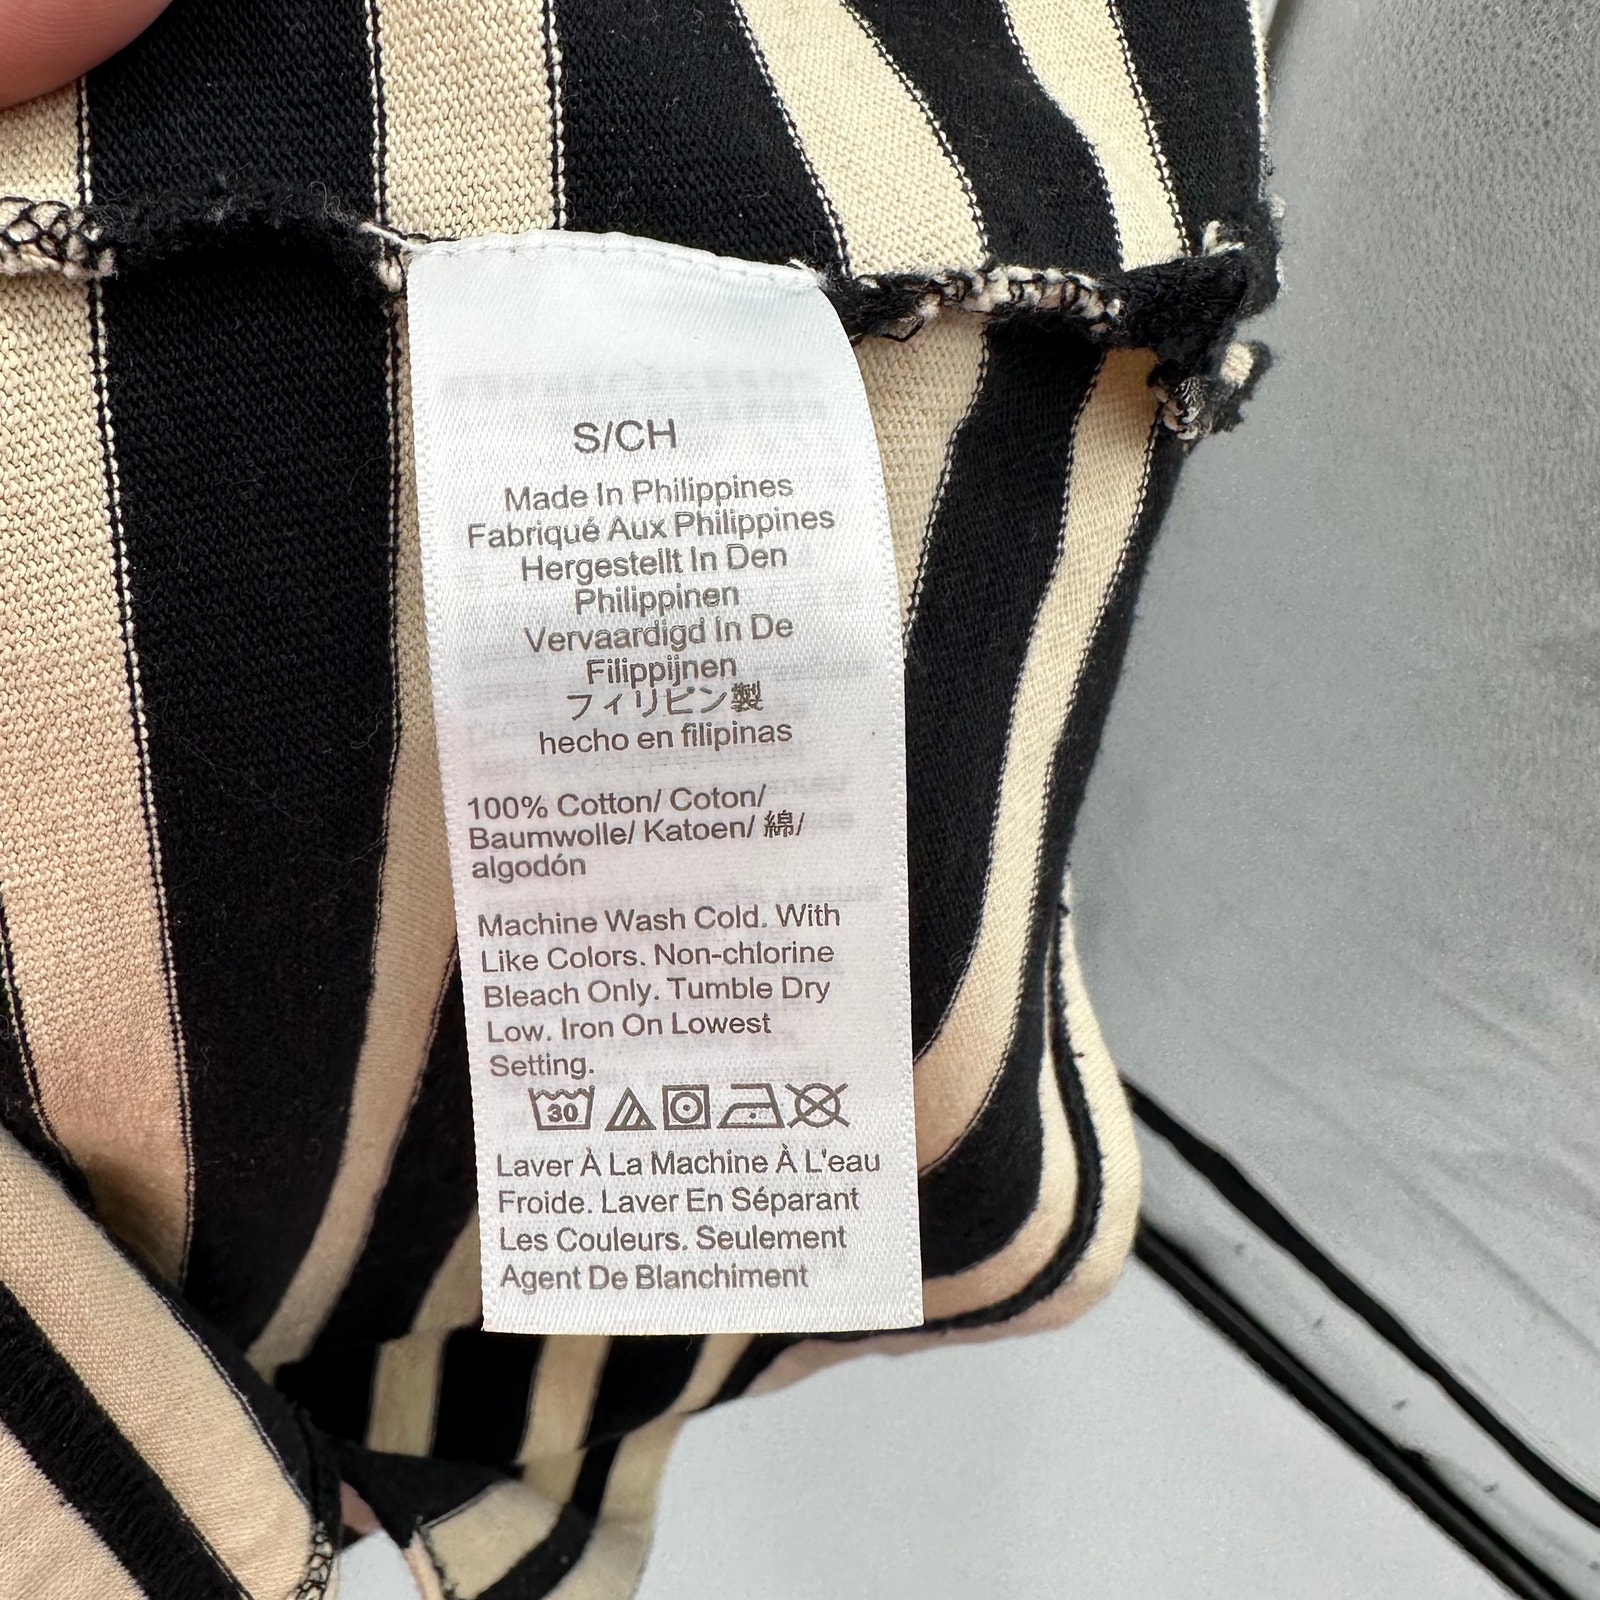 S/CH
Made In Philippines
Fabriqué Aux Philippines
Hergestellt In Den
Philippinen
Vervaardigd In De
Filippijnen
フィリピン製
hecho en filipinas
100% Cotton/ Coton/
Baumwolle/ Katoen/ 綿/
algodón
Machine Wash Cold. With
Like Colors. Non-chlorine
Bleach Only. Tumble Dry
Low. Iron On Lowest
Setting.
30
Laver À La Machine À L'eau
Froide. Laver En Séparant
Les Couleurs. Seulement
Agent De Blanchiment